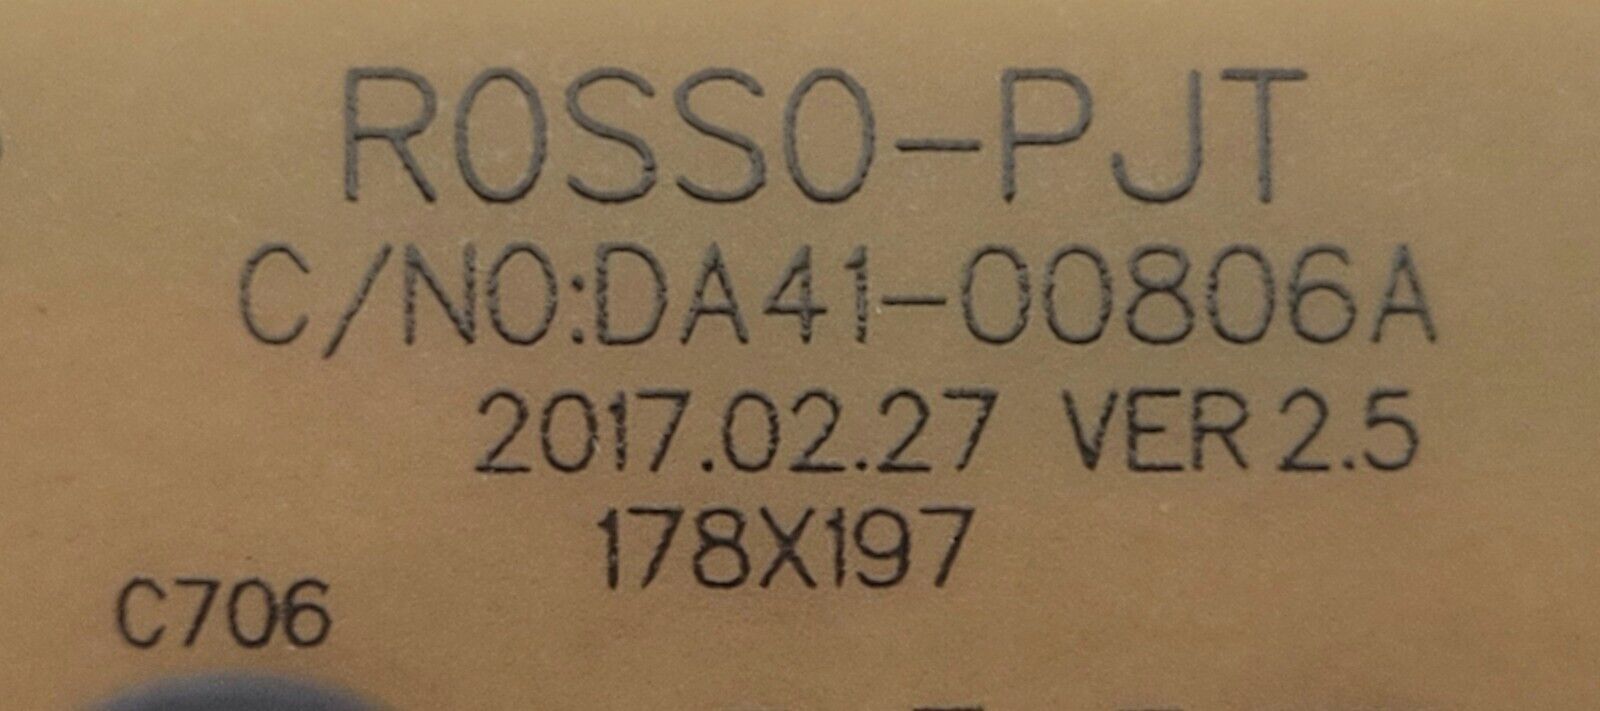 ROSSO-PJT
C/NO:DA41-00806A
2017.02.27 VER 2.5
178X197
C706